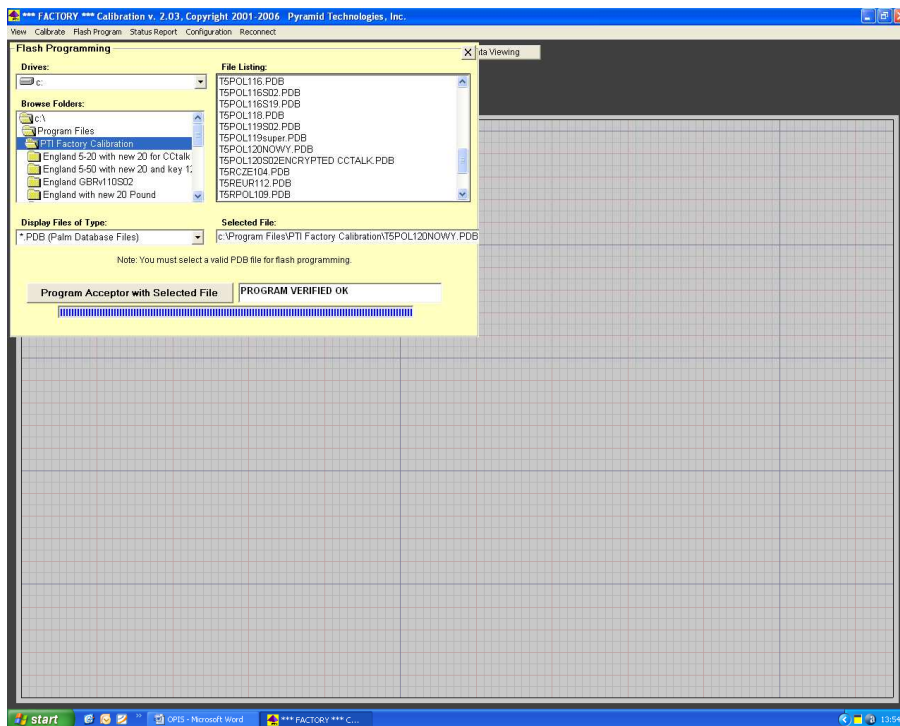 *** FACTORY *** Calibration v. 2.03, Copyright 2001-2006 Pyramid Technologies, Inc.
View Calibrate Flash Program Status Report Configuration Reconnect
Flash Programming
ata Viewing
Drives:
c:
File Listing:
T5POL116.PDB
T5POL116S02.PDB
T5POL116S19.PDB
T5POL118.PDB
T5POL119S02.PDB
T5POL119super.PDB
T5POL120NOWY.PDB
T5POL120S02ENCRYPTED CCTALK.PDB
T5RCZE104.PDB
T5REUR112.PDB
T5RPOL109.PDB
Browse Folders:
c:\
Program Files
PTI Factory Calibration
England 5-20 with new 20 for CCtalk
England 5-50 with new 20 and key 12
England GBRv110S02
England with new 20 Pound
Display Files of Type:
*.PDB (Palm Database Files)
Selected File:
c:\Program Files\PTI Factory Calibration\T5POL120NOWY.PDB
Note: You must select a valid PDB file for flash programming.
Program Acceptor with Selected File
PROGRAM VERIFIED OK
start
OPIS - Microsoft Word
*** FACTORY *** C...
13:54